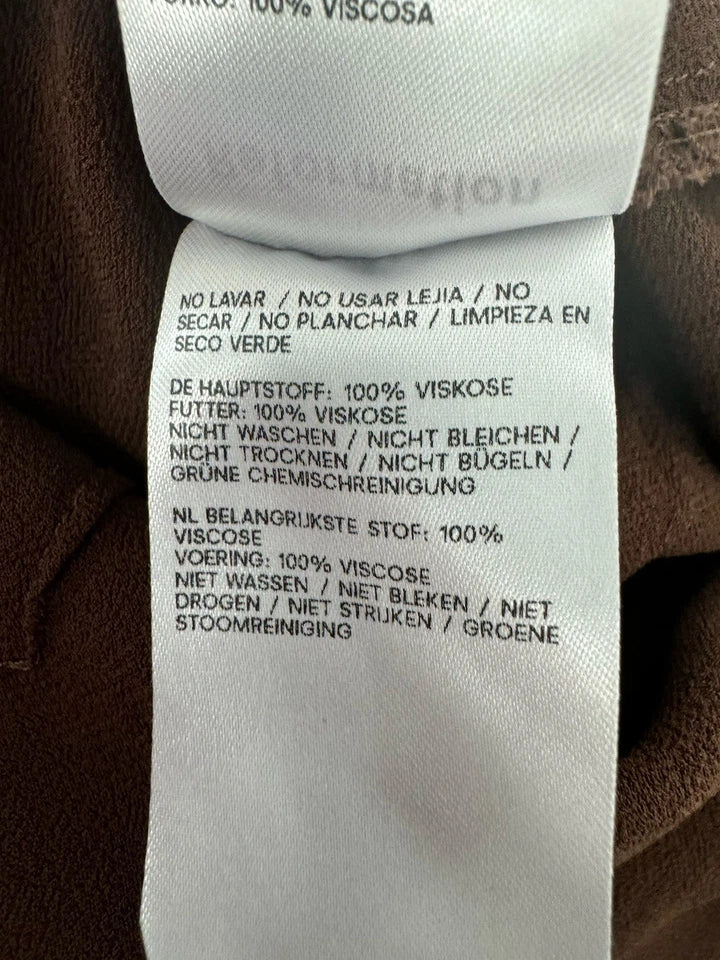 100% VISCOSA
NO LAVAR / NO USAR LEJIA / NO
SECAR / NO PLANCHAR / LIMPIEZA EN
SECO VERDE
DE HAUPTSTOFF: 100% VISKOSE
FUTTER: 100% VISKOSE
NICHT WASCHEN / NICHT BLEICHEN /
NICHT TROCKNEN / NICHT BÜGELN /
GRÜNE CHEMISCHREINIGUNG
NL BELANGRIJKSTE STOF: 100%
VISCOSE
VOERING: 100% VISCOSE
NIET WASSEN / NIET BLEKEN / NIET
DROGEN / NIET STRIJKEN / GROENE
STOOMREINIGING